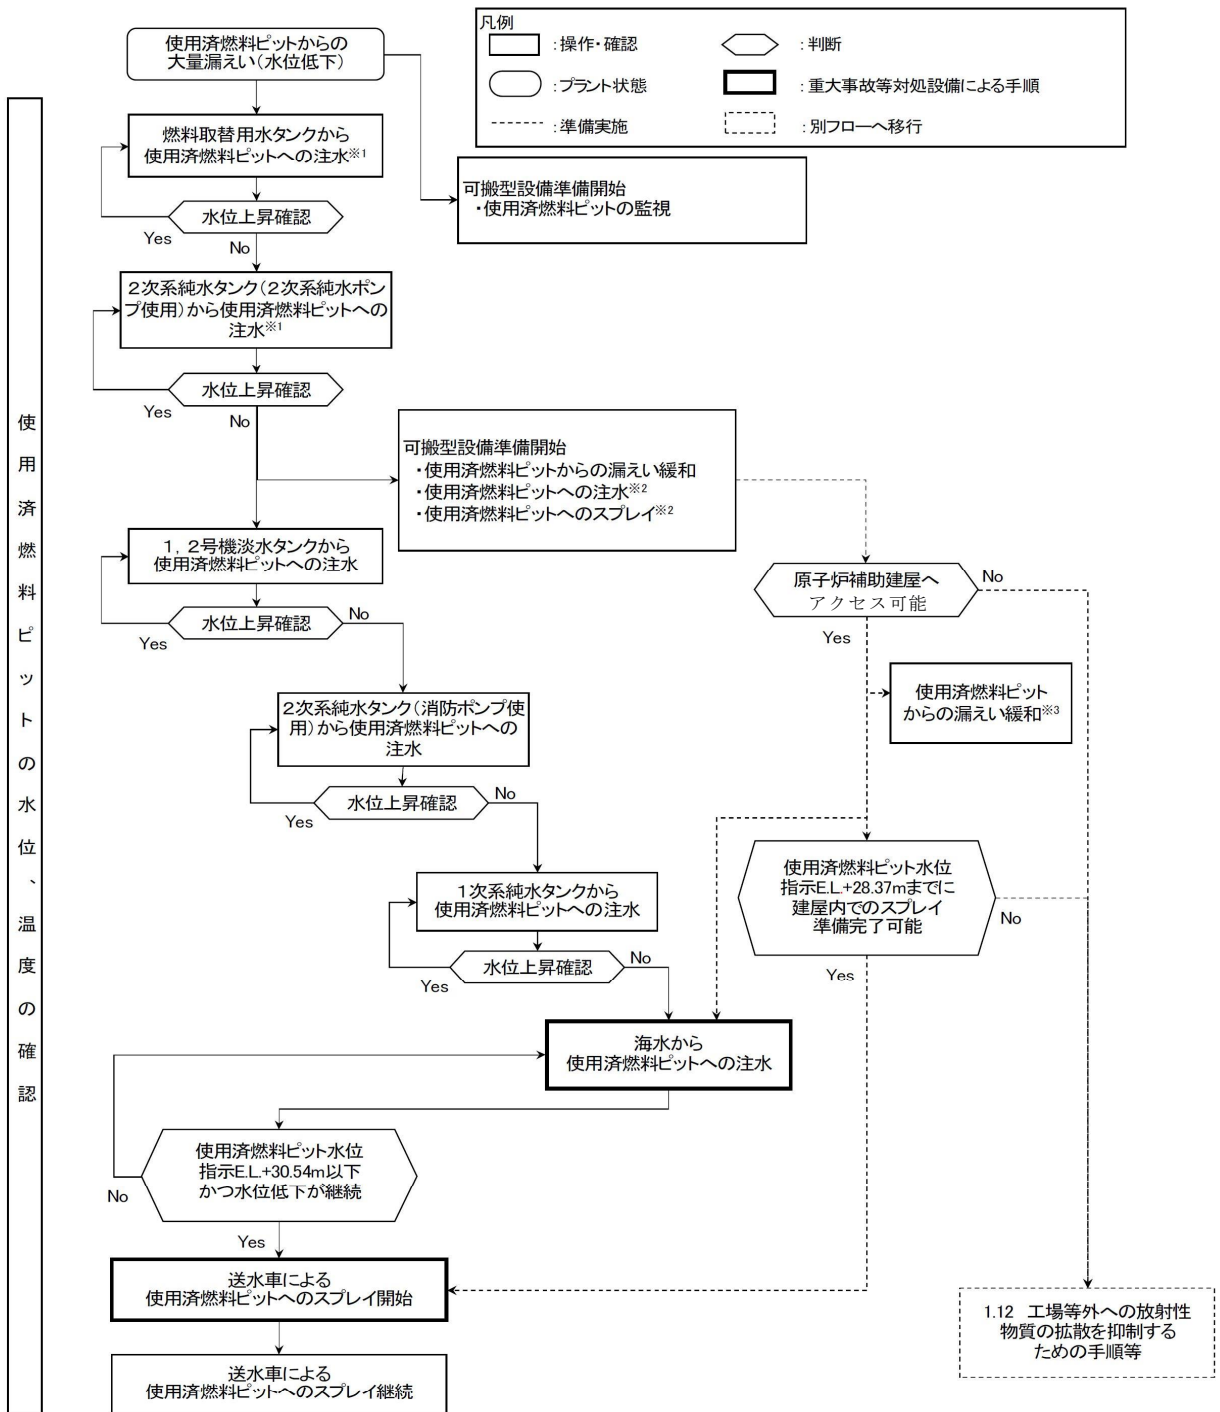 凡例
：操作・確認
：判断
：プラント状態
：重大事故等対処設備による手順
：準備実施
：別フローへ移行
使用済燃料ピットの水位、温度の確認
使用済燃料ピットからの
大量漏えい（水位低下）
燃料取替用水タンクから
使用済燃料ピットへの注水※1
可搬型設備準備開始
・使用済燃料ピットの監視
水位上昇確認
Yes
No
2次系純水タンク（2次系純水ポン
プ使用）から使用済燃料ピットへの
注水※1
水位上昇確認
Yes
No
可搬型設備準備開始
・使用済燃料ピットからの漏えい緩和
・使用済燃料ピットへの注水※2
・使用済燃料ピットへのスプレイ※2
1，2号機淡水タンクから
使用済燃料ピットへの注水
水位上昇確認
Yes
No
原子炉補助建屋へ
アクセス可能
No
Yes
使用済燃料ピット
からの漏えい緩和※3
2次系純水タンク（消防ポンプ使
用）から使用済燃料ピットへの
注水
水位上昇確認
Yes
No
使用済燃料ピット水位
指示E.L.+28.37mまでに
建屋内でのスプレイ
準備完了可能
No
Yes
1次系純水タンクから
使用済燃料ピットへの注水
水位上昇確認
Yes
No
海水から
使用済燃料ピットへの注水
使用済燃料ピット水位
指示E.L.+30.54m以下
かつ水位低下が継続
No
Yes
送水車による
使用済燃料ピットへのスプレイ開始
送水車による
使用済燃料ピットへのスプレイ継続
1.12 工場等外への放射性
物質の拡散を抑制する
ための手順等